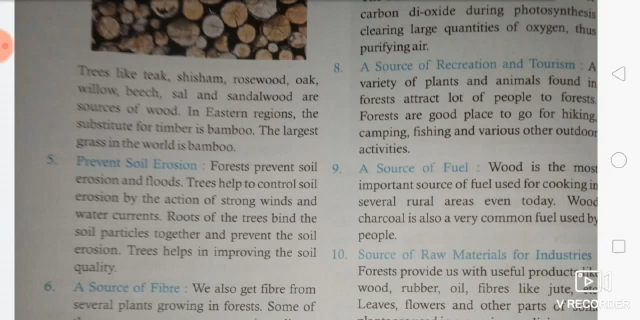 Trees like teak, shisham, rosewood, oak,
willow, beech, sal and sandalwood are
sources of wood. In Eastern regions, the
substitute for timber is bamboo. The largest
grass in the world is bamboo.
5. Prevent Soil Erosion : Forests prevent soil
erosion and floods. Trees help to control soil
erosion by the action of strong winds and
water currents. Roots of the trees bind the
soil particles together and prevent the soil
erosion. Trees helps in improving the soil
quality.
6. A Source of Fibre : We also get fibre from
several plants growing in forests. Some of
carbon di-oxide during photosynthesis
clearing large quantities of oxygen, thus
purifying air.
8. A Source of Recreation and Tourism : A
variety of plants and animals found in
forests attract lot of people to forests
Forests are good place to go for hiking,
camping, fishing and various other outdoor
activities.
9. A Source of Fuel : Wood is the most
important source of fuel used for cooking in
several rural areas even today. Wood
charcoal is also a very common fuel used by
people.
10. Source of Raw Materials for Industries
Forests provide us with useful products like
wood, rubber, oil, fibres like jute,
Leaves, flowers and other parts of
V RECORDER